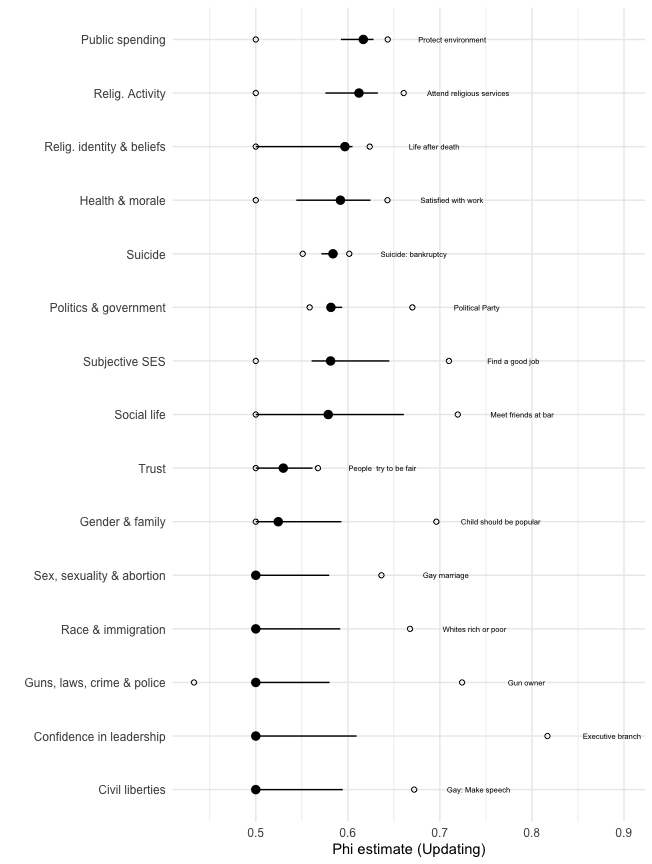 Public spending Protect environment
Relig. Activity Attend religious services
Relig. identity & beliefs Life after death
Health & morale Satisfied with work
Suicide Suicide: bankruptcy
Politics & government Political Party
Subjective SES Find a good job
Social life Meet friends at bar
Trust People  try to be fair
Gender & family Child should be popular
Sex, sexuality & abortion Gay marriage
Race & immigration Whites rich or poor
Guns, laws, crime & police Gun owner
Confidence in leadership Executive branch
Civil liberties Gay: Make speech
0.5 0.6 0.7 0.8 0.9
Phi estimate (Updating)